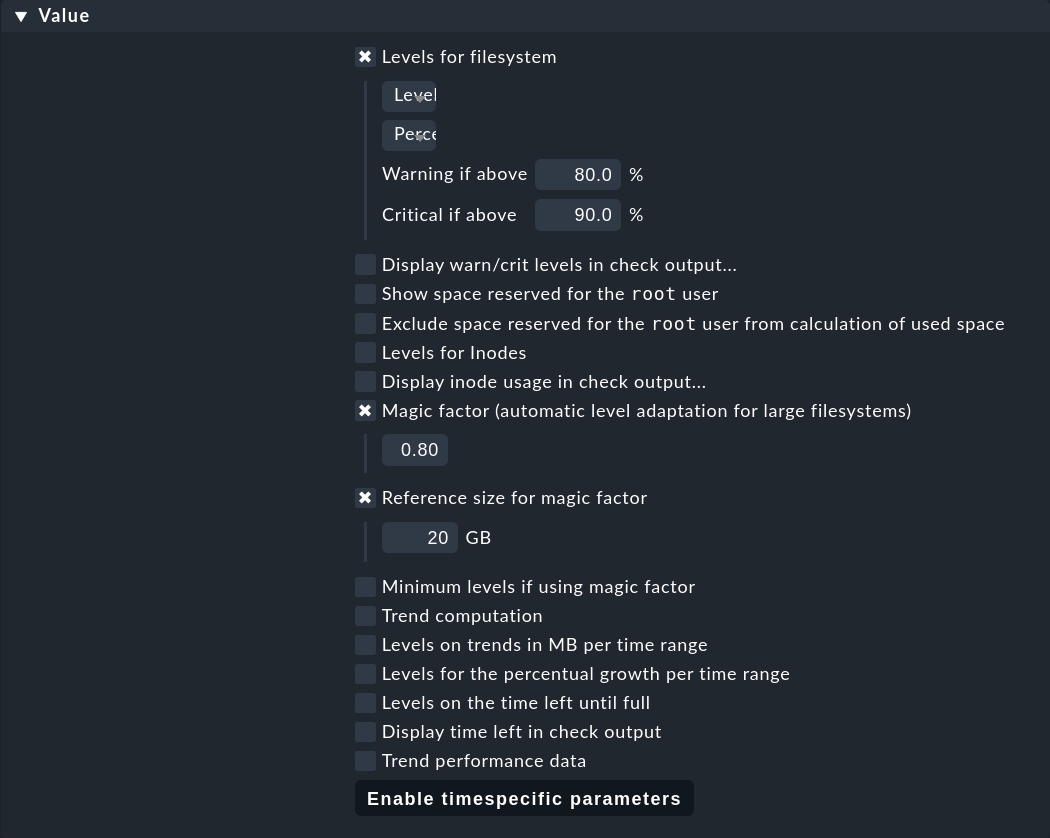 Value
Levels for filesystem
Level
Perce
Warning if above 80.0 %
Critical if above 90.0 %
Display warn/crit levels in check output...
Show space reserved for the root user
Exclude space reserved for the root user from calculation of used space
Levels for Inodes
Display inode usage in check output...
Magic factor (automatic level adaptation for large filesystems)
0.80
Reference size for magic factor
20 GB
Minimum levels if using magic factor
Trend computation
Levels on trends in MB per time range
Levels for the percentual growth per time range
Levels on the time left until full
Display time left in check output
Trend performance data
Enable timespecific parameters